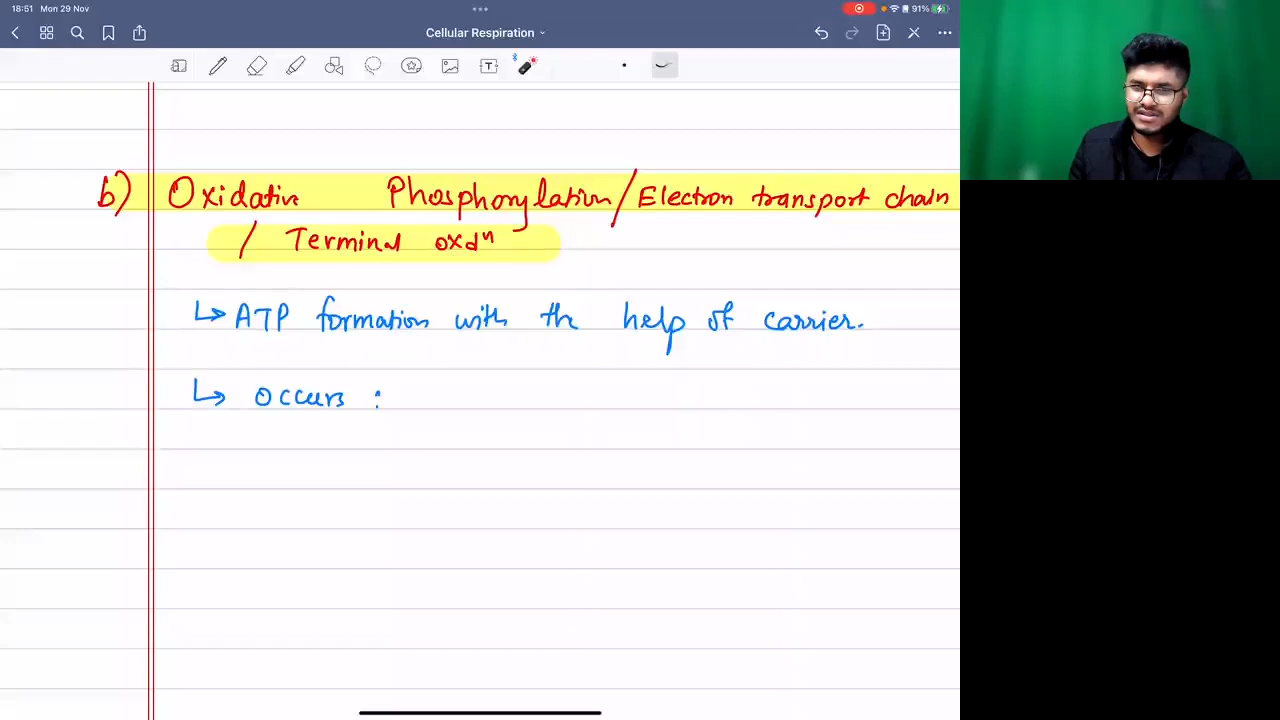 18:51 Mon 29 Nov
91%
Cellular Respiration
T
b) Oxidative Phosphorylation/Electron transport chain
/ Terminal oxdⁿ
↳ ATP formation with the help of carrier.
↳ Occurs :